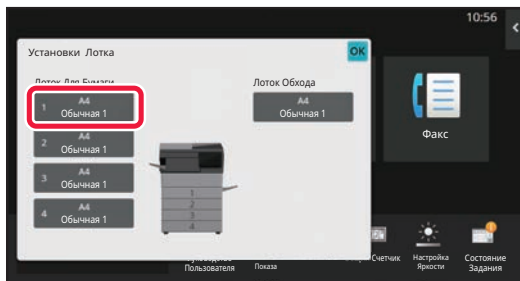 10:56
Установки Лотка
OK
Лоток Для Бумаги
Лоток Обхода
1 A4
Обычная 1
A4
Обычная 1
2 A4
Обычная 1
3 A4
Обычная 1
4 A4
Обычная 1
1
2
3
4
Факс
Пользователя
Показа
Счетчик
Настройка
Яркости
Состояние
Задания